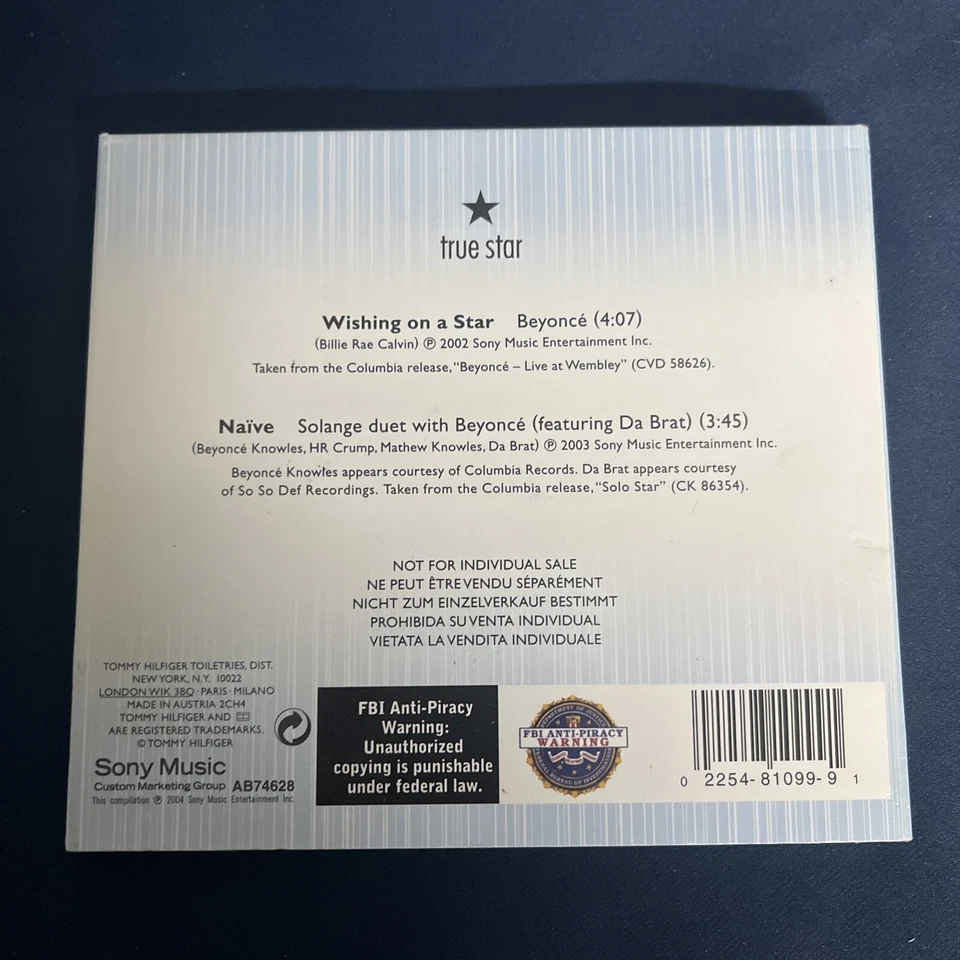 true star
Wishing on a Star Beyoncé (4:07)
(Billie Rae Calvin) ℗ 2002 Sony Music Entertainment Inc.
Taken from the Columbia release, "Beyoncé – Live at Wembley" (CVD 58626).
Naïve Solange duet with Beyoncé (featuring Da Brat) (3:45)
(Beyoncé Knowles, HR Crump, Mathew Knowles, Da Brat) ℗ 2003 Sony Music Entertainment Inc.
Beyoncé Knowles appears courtesy of Columbia Records. Da Brat appears courtesy
of So So Def Recordings. Taken from the Columbia release, "Solo Star" (CK 86354).
NOT FOR INDIVIDUAL SALE
NE PEUT ÊTRE VENDU SÉPARÉMENT
NICHT ZUM EINZELVERKAUF BESTIMMT
PROHIBIDA SU VENTA INDIVIDUAL
VIETATA LA VENDITA INDIVIDUALE
TOMMY HILFIGER TOILETRIES, DIST.
NEW YORK, N.Y. 10022
LONDON W1K 3BQ · PARIS · MILANO
MADE IN AUSTRIA 2CH4
TOMMY HILFIGER AND
ARE REGISTERED TRADEMARKS.
© TOMMY HILFIGER
Sony Music
Custom Marketing Group AB74628
This compilation ℗ 2004 Sony Music Entertainment Inc.
FBI Anti-Piracy
Warning:
Unauthorized
copying is punishable
under federal law.
DEPARTMENT OF JUSTICE
FBI ANTI-PIRACY
WARNING
FEDERAL BUREAU OF INVESTIGATION
0 2254-81099-9 1